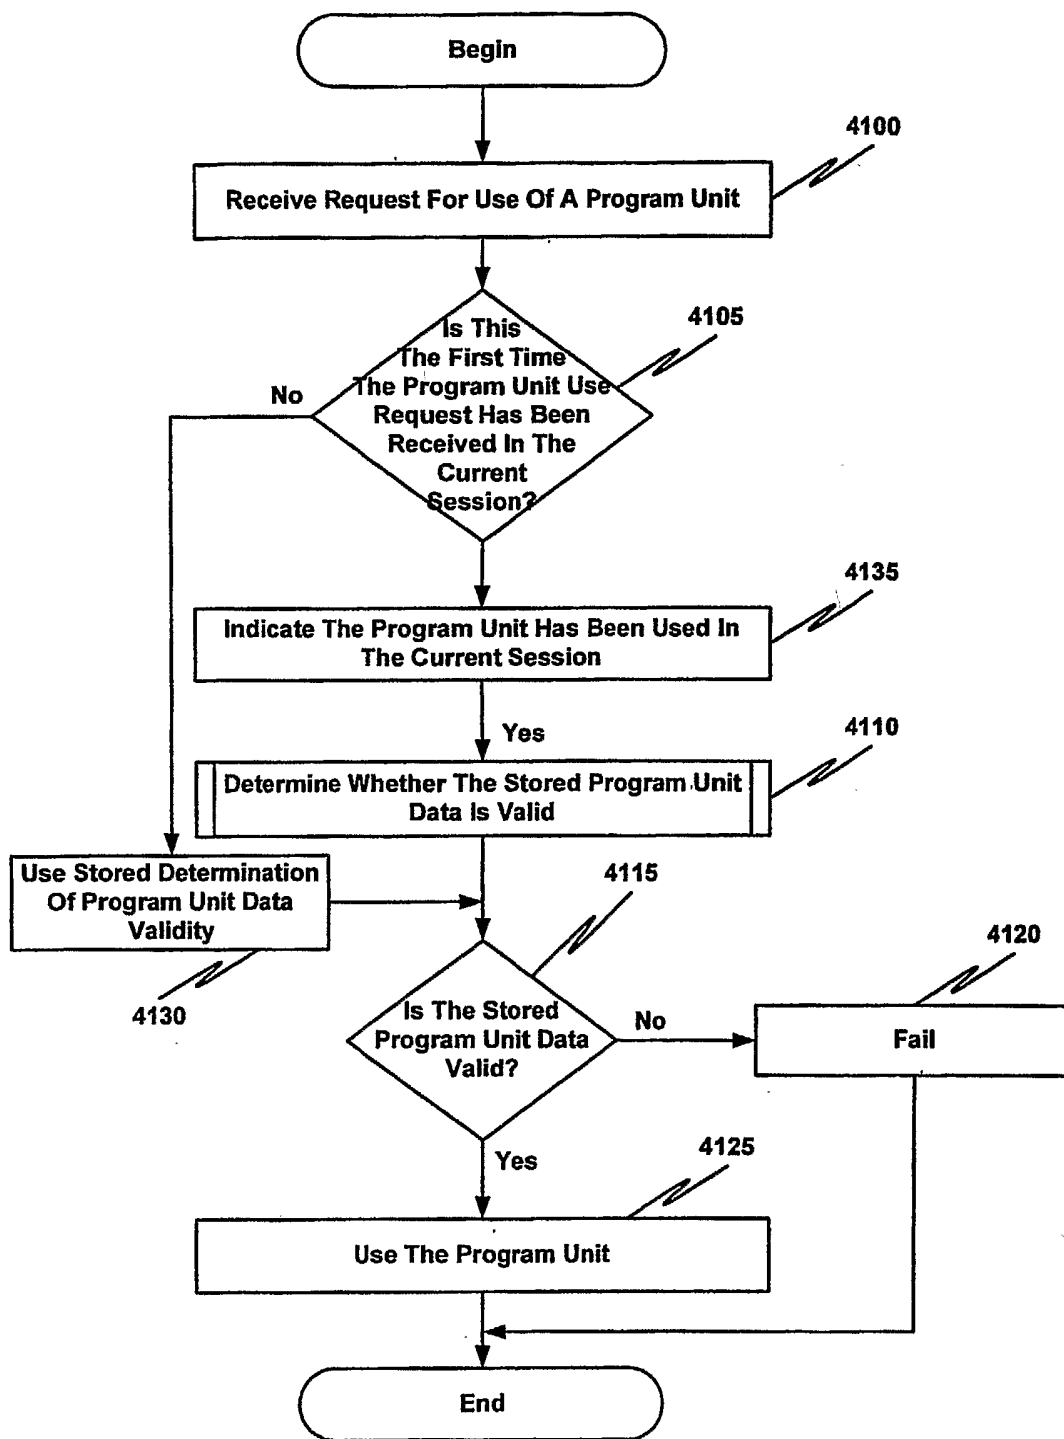 Begin
4100
Receive Request For Use Of A Program Unit
4105
Is This
The First Time
The Program Unit Use
Request Has Been
Received In The
Current
Session?
No
4135
Indicate The Program Unit Has Been Used In
The Current Session
Yes
4110
Determine Whether The Stored Program Unit
Data Is Valid
Use Stored Determination
Of Program Unit Data
Validity
4130
4115
Is The Stored
Program Unit Data
Valid?
No
4120
Fail
Yes
4125
Use The Program Unit
End